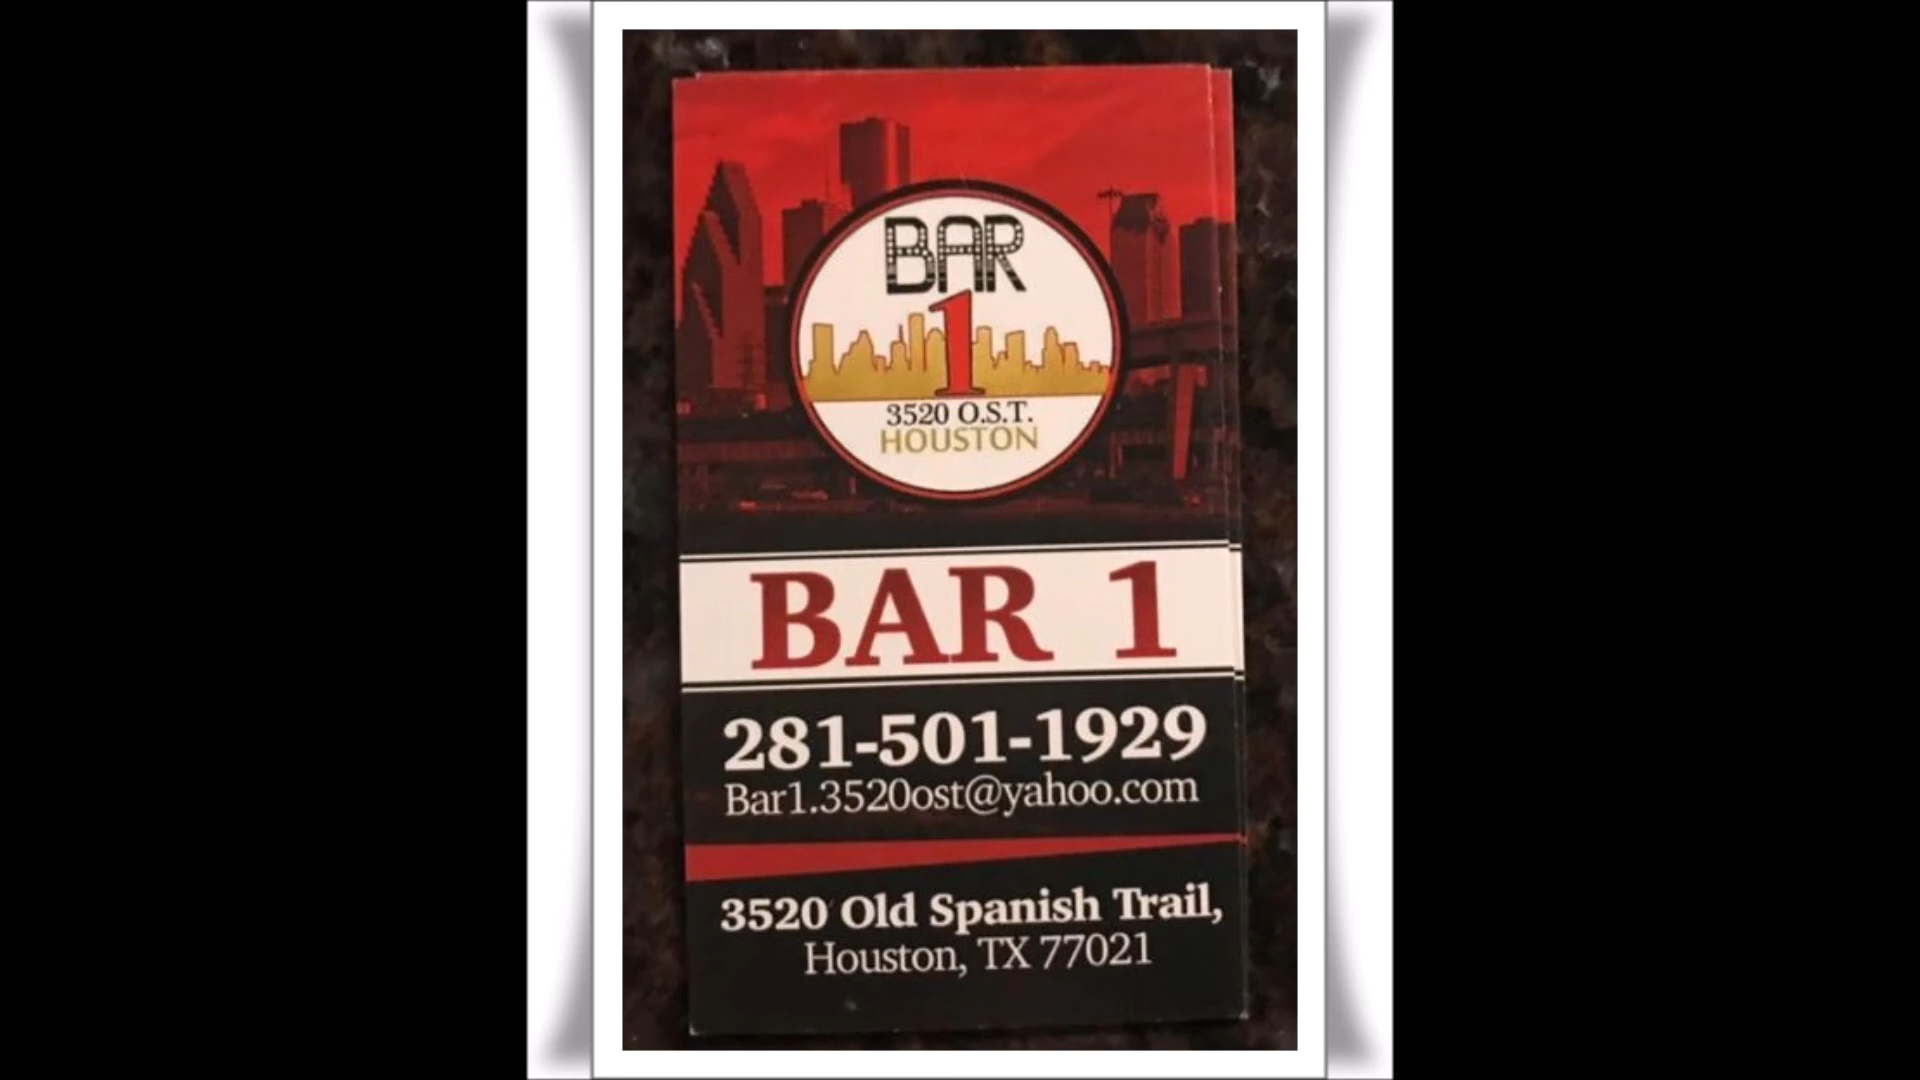 BAR
1
3520 O.S.T.
HOUSTON
BAR 1
281-501-1929
Bar1.3520ost@yahoo.com
3520 Old Spanish Trail,
Houston, TX 77021